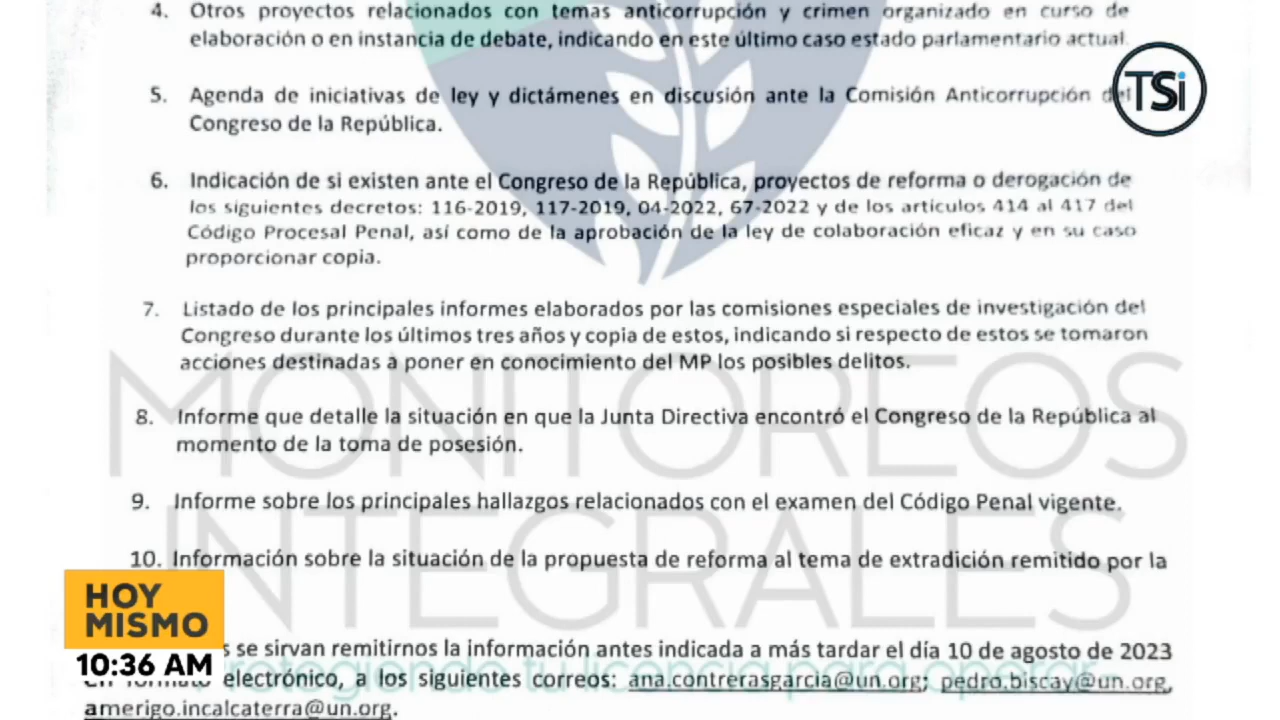 4. Otros proyectos relacionados con temas anticorrupción y crimen organizado en curso de
elaboración o en instancia de debate, indicando en este último caso estado parlamentario actual.
TSi
5. Agenda de iniciativas de ley y dictámenes en discusión ante la Comisión Anticorrupción del
Congreso de la República.
6. Indicación de si existen ante el Congreso de la República, proyectos de reforma o derogación de
los siguientes decretos: 116-2019, 117-2019, 04-2022, 67-2022 y de los artículos 414 al 417 del
Código Procesal Penal, así como de la aprobación de la ley de colaboración eficaz y en su caso
proporcionar copia.
7. Listado de los principales informes elaborados por las comisiones especiales de investigación del
Congreso durante los últimos tres años y copia de estos, indicando si respecto de estos se tomaron
acciones destinadas a poner en conocimiento del MP los posibles delitos.
MONITOREOS
8. Informe que detalle la situación en que la Junta Directiva encontró el Congreso de la República al
momento de la toma de posesión.
9. Informe sobre los principales hallazgos relacionados con el examen del Código Penal vigente.
INTEGRALES
10. Información sobre la situación de la propuesta de reforma al tema de extradición remitido por la
HOY
MISMO
10:36 AM
se sirvan remitirnos la información antes indicada a más tardar el día 10 de agosto de 2023
rotegiendo tu licencia para operar
electrónico, a los siguientes correos: ana.contrerasgarcia@un.org; pedro.biscay@un.org,
amerigo.incalcaterra@un.org.